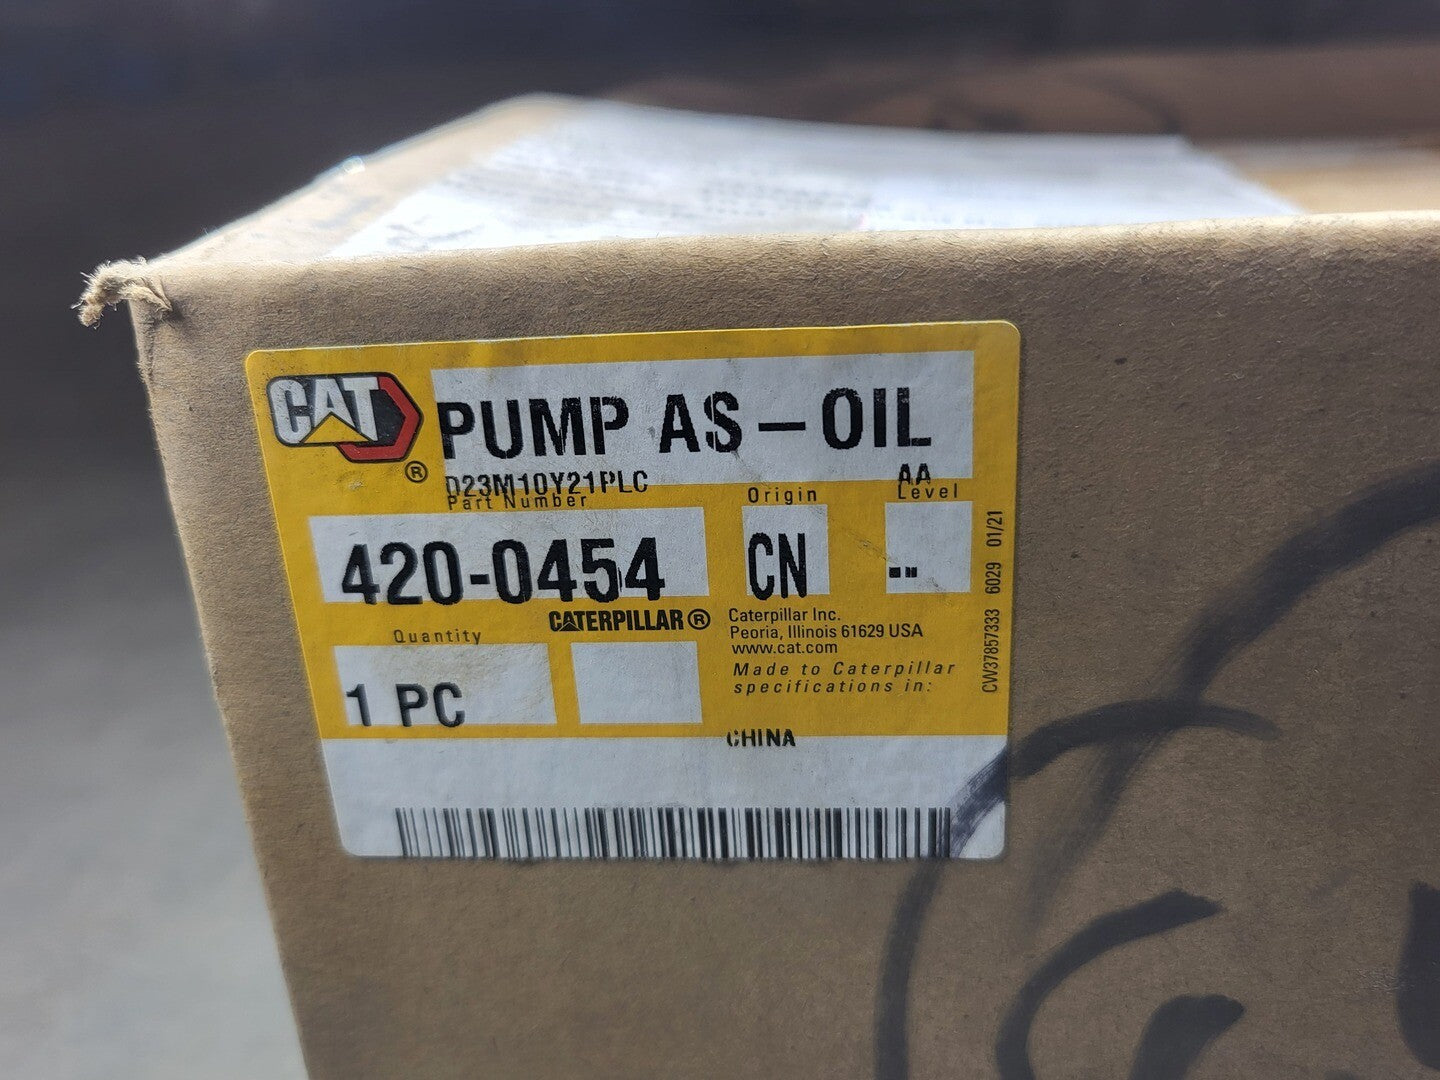 CAT
®
PUMP AS-OIL
D23M10Y21PLC
AA
Part Number
Origin
Level
420-0454
CN
--
CATERPILLAR®
Caterpillar Inc.
Peoria, Illinois 61629 USA
www.cat.com
Quantity
Made to Caterpillar
specifications in:
1 PC
CHINA
CW37857333 6029 01/21